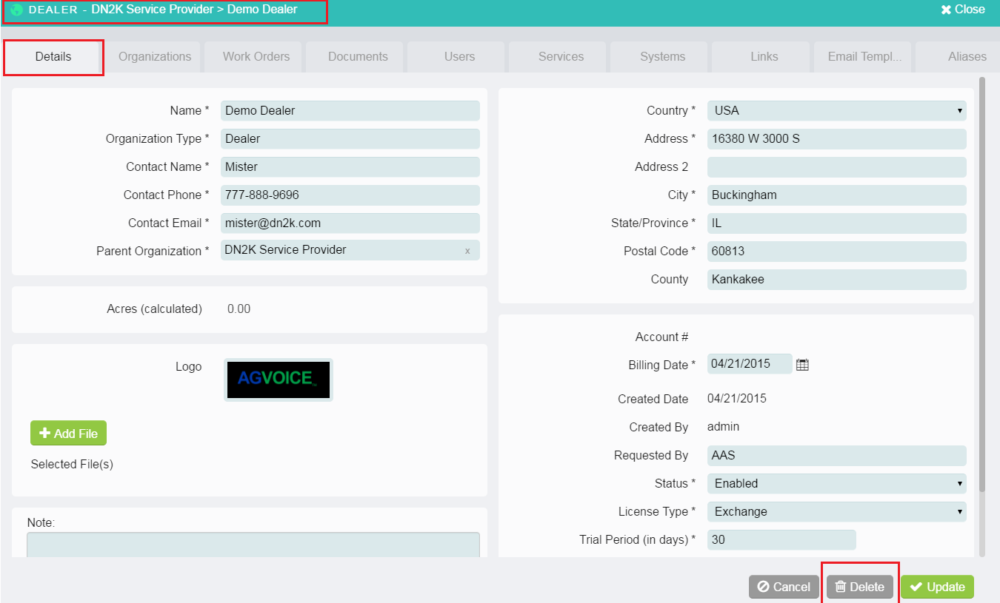 DEALER - DN2K Service Provider > Demo Dealer
Close
Details
Organizations
Work Orders
Documents
Users
Services
Systems
Links
Email Templ...
Aliases
Name * Demo Dealer
Organization Type * Dealer
Contact Name * Mister
Contact Phone * 777-888-9696
Contact Email * mister@dn2k.com
Parent Organization * DN2K Service Provider x
Acres (calculated) 0.00
Logo
AGVOICE
Add File
Selected File(s)
Note:
Country * USA
Address * 16380 W 3000 S
Address 2
City * Buckingham
State/Province * IL
Postal Code * 60813
County Kankakee
Account #
Billing Date * 04/21/2015
Created Date 04/21/2015
Created By admin
Requested By AAS
Status * Enabled
License Type * Exchange
Trial Period (in days) * 30
Cancel
Delete
Update